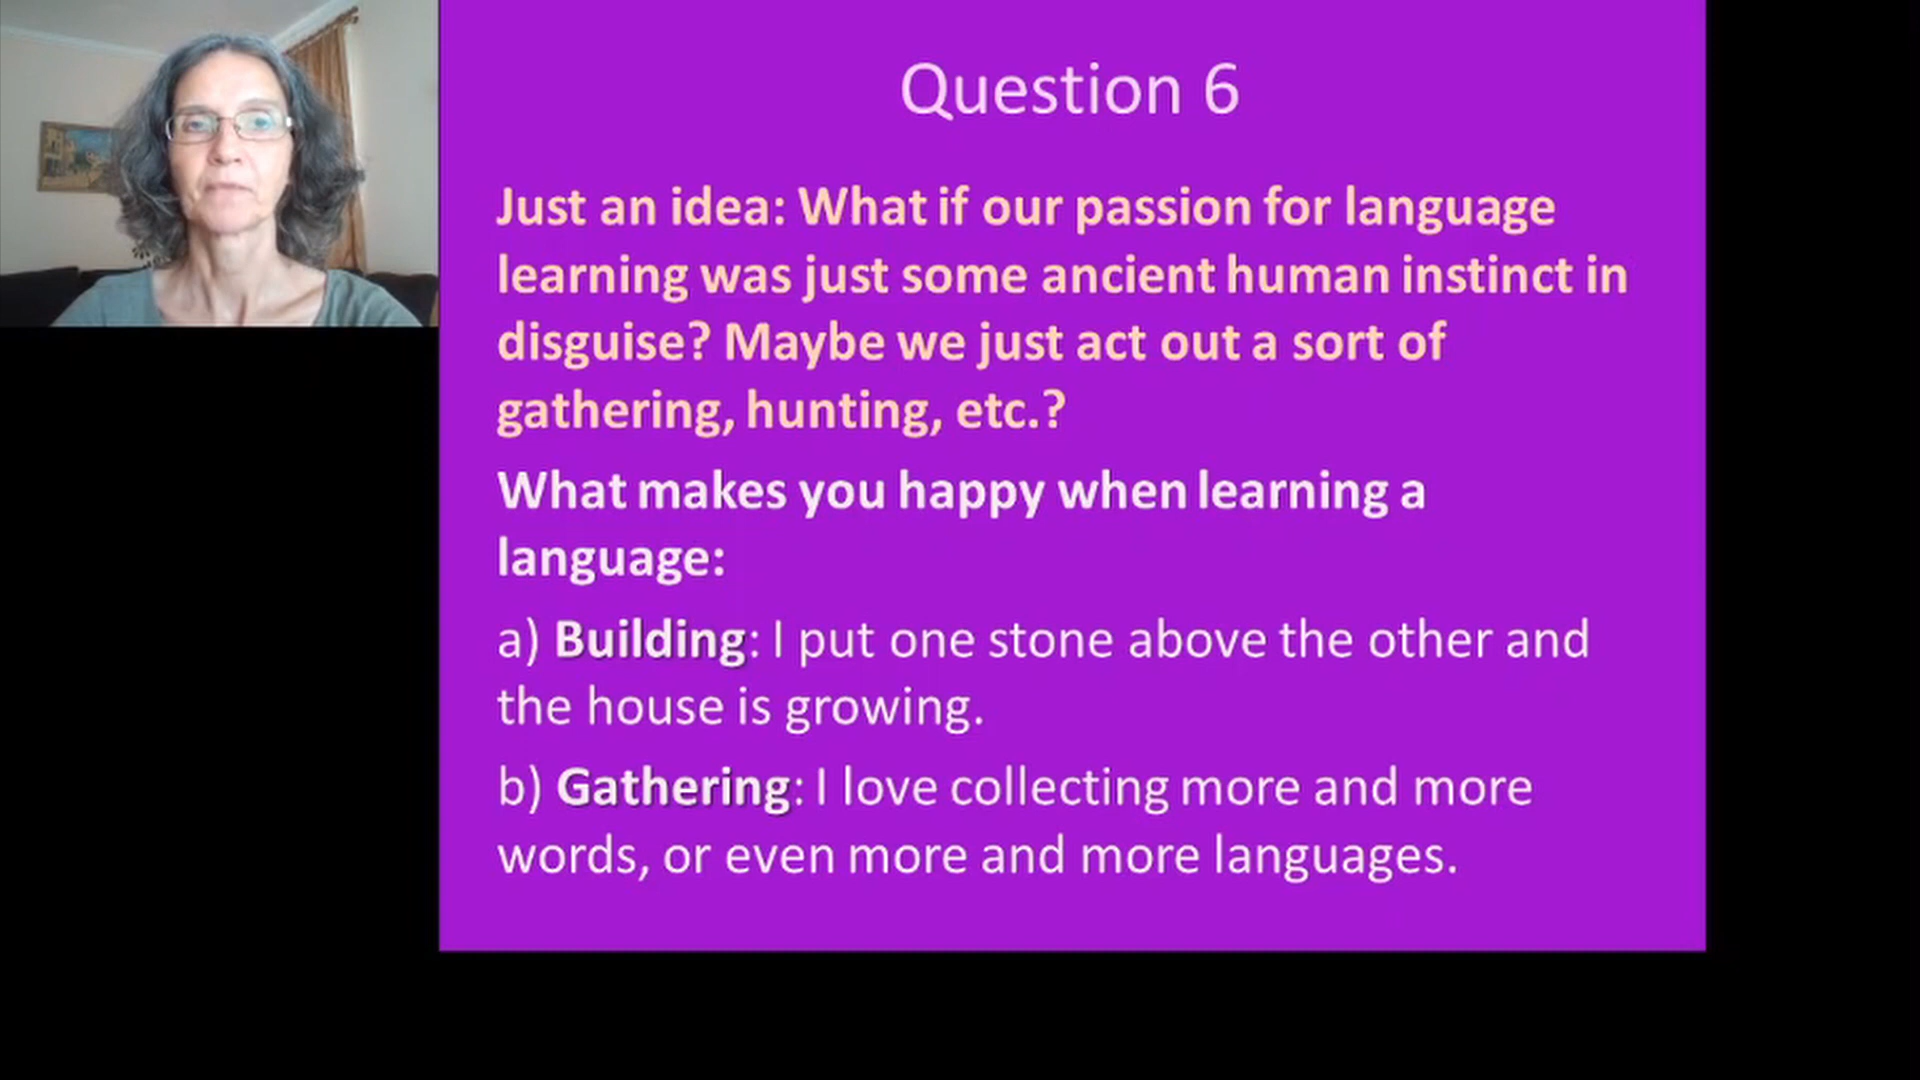 Question 6
Just an idea: What if our passion for language
learning was just some ancient human instinct in
disguise? Maybe we just act out a sort of
gathering, hunting, etc.?
What makes you happy when learning a
language:
a) Building: I put one stone above the other and
the house is growing.
b) Gathering: I love collecting more and more
words, or even more and more languages.